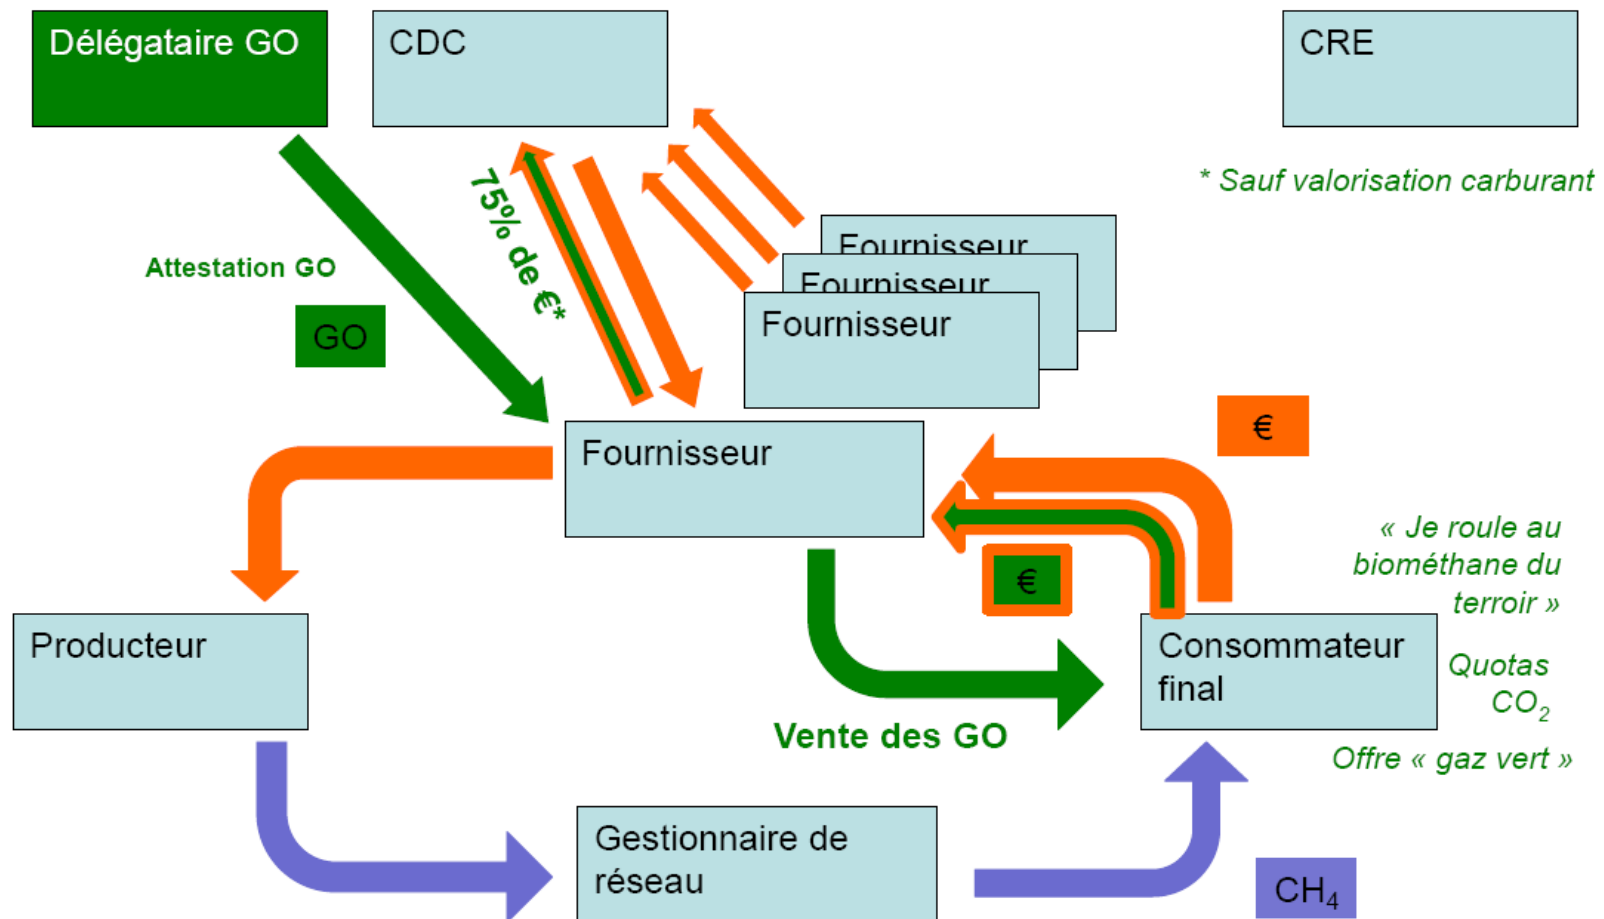 Délégataire GO
CDC
CRE
* Sauf valorisation carburant
75% de €*
Attestation GO
GO
Fournisseur
Fournisseur
Fournisseur
Fournisseur
€
€
« Je roule au
biométhane du
terroir »
Producteur
Consommateur
final
Quotas
CO₂
Vente des GO
Offre « gaz vert »
Gestionnaire de
réseau
CH₄